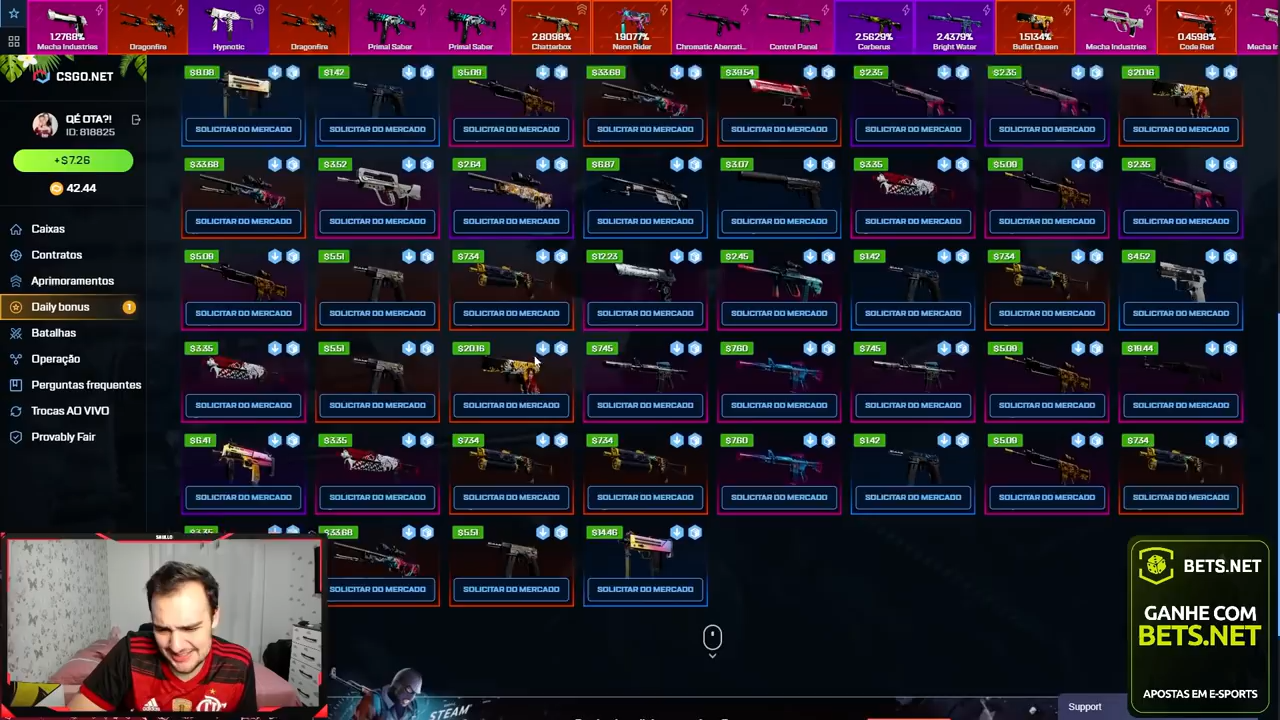 1.2768%
Mecha Industries
Dragonfire
Hypnotic
Dragonfire
Primal Saber
Primal Saber
2.8098%
Chatterbox
1.9077%
Neon Rider
Chromatic Aberrati...
Control Panel
2.5629%
Cerberus
2.4379%
Bright Water
1.5134%
Bullet Queen
Mecha Industries
0.4598%
Code Red
Mecha In
CSGO.NET
QÉ OTA?!
ID: 818825
+$7.26
42.44
Caixas
Contratos
Aprimoramentos
Daily bonus 1
Batalhas
Operação
Perguntas frequentes
Trocas AO VIVO
Provably Fair
$8.08 $1.42 $5.09 $33.68 $39.54 $2.35 $2.35 $20.16
SOLICITAR DO MERCADO SOLICITAR DO MERCADO SOLICITAR DO MERCADO SOLICITAR DO MERCADO SOLICITAR DO MERCADO SOLICITAR DO MERCADO SOLICITAR DO MERCADO SOLICITAR DO MERCADO
$33.68 $3.52 $2.64 $6.87 $3.07 $3.35 $5.09 $2.35
SOLICITAR DO MERCADO SOLICITAR DO MERCADO SOLICITAR DO MERCADO SOLICITAR DO MERCADO SOLICITAR DO MERCADO SOLICITAR DO MERCADO SOLICITAR DO MERCADO SOLICITAR DO MERCADO
$5.09 $5.51 $7.34 $12.23 $2.45 $1.42 $7.34 $4.52
SOLICITAR DO MERCADO SOLICITAR DO MERCADO SOLICITAR DO MERCADO SOLICITAR DO MERCADO SOLICITAR DO MERCADO SOLICITAR DO MERCADO SOLICITAR DO MERCADO SOLICITAR DO MERCADO
$3.35 $5.51 $20.16 $7.45 $7.60 $7.45 $5.09 $19.44
SOLICITAR DO MERCADO SOLICITAR DO MERCADO SOLICITAR DO MERCADO SOLICITAR DO MERCADO SOLICITAR DO MERCADO SOLICITAR DO MERCADO SOLICITAR DO MERCADO SOLICITAR DO MERCADO
$6.41 $3.35 $7.34 $7.34 $7.60 $1.42 $5.09 $7.34
SOLICITAR DO MERCADO SOLICITAR DO MERCADO SOLICITAR DO MERCADO SOLICITAR DO MERCADO SOLICITAR DO MERCADO SOLICITAR DO MERCADO SOLICITAR DO MERCADO SOLICITAR DO MERCADO
$3.35 $33.68 $5.51 $14.46
SOLICITAR DO MERCADO SOLICITAR DO MERCADO SOLICITAR DO MERCADO
STEAM
BETS.NET
GANHE COM
BETS.NET
APOSTAS EM E-SPORTS
Support